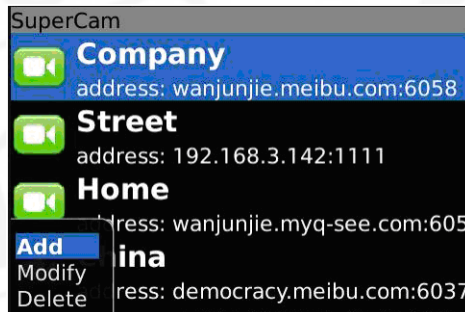 SuperCam
Company
address: wanjunjie.meibu.com:6058
Street
address: 192.168.3.142:1111
Home
dress: wanjunjie.myq-see.com:605
Add
ina
Modify
Delete
dress: democracy.meibu.com:6037